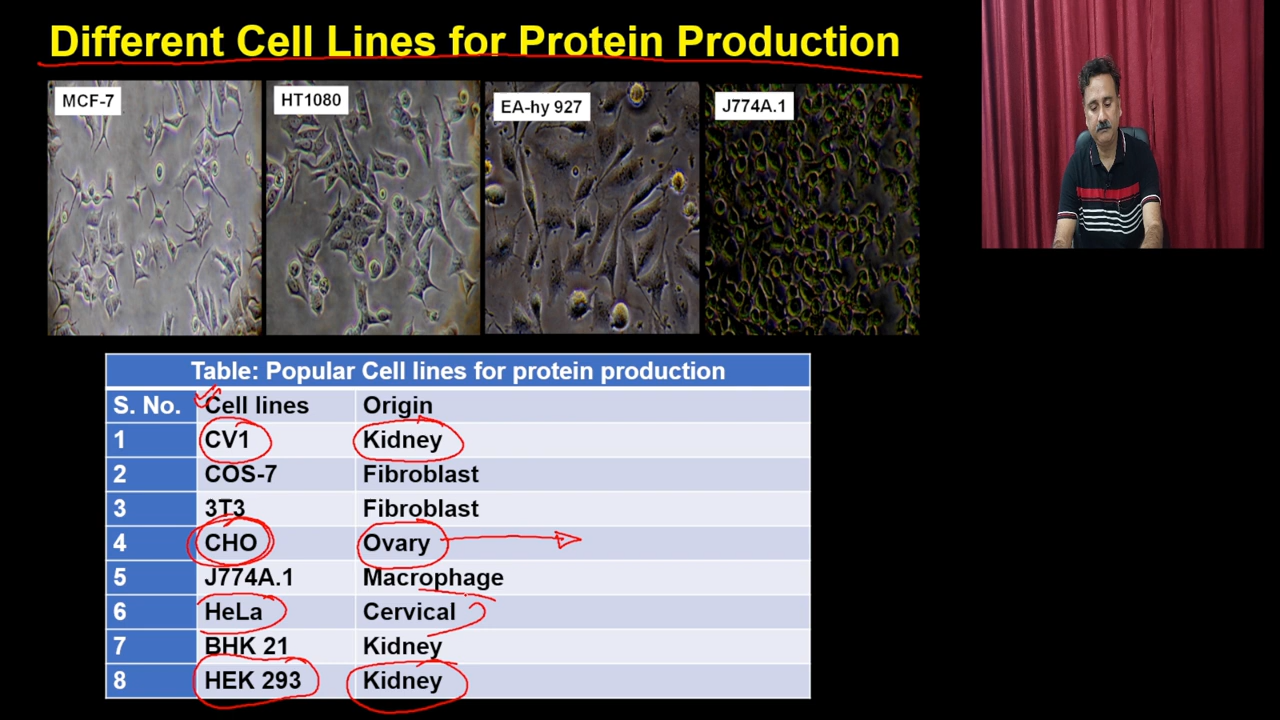 Different Cell Lines for Protein Production
MCF-7
HT1080
EA-hy 927
J774A.1
Table: Popular Cell lines for protein production
S. No. Cell lines Origin
1 CV1 Kidney
2 COS-7 Fibroblast
3 3T3 Fibroblast
4 CHO Ovary
5 J774A.1 Macrophage
6 HeLa Cervical
7 BHK 21 Kidney
8 HEK 293 Kidney